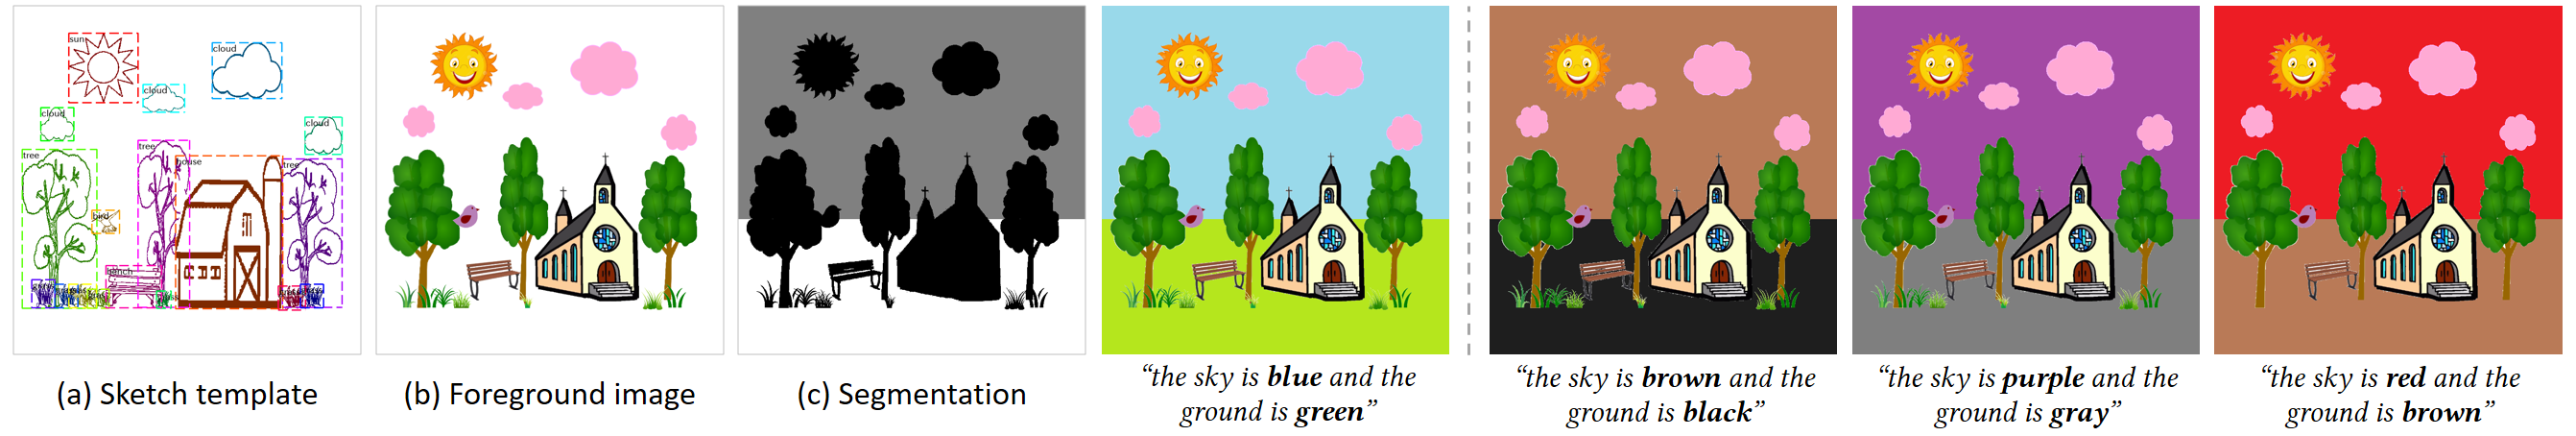 sun
cloud
cloud
cloud
cloud
tree
tree
house
tree
bird
bench
(a) Sketch template
(b) Foreground image
(c) Segmentation
“the sky is blue and the
ground is green”
“the sky is brown and the
ground is black”
“the sky is purple and the
ground is gray”
“the sky is red and the
ground is brown”